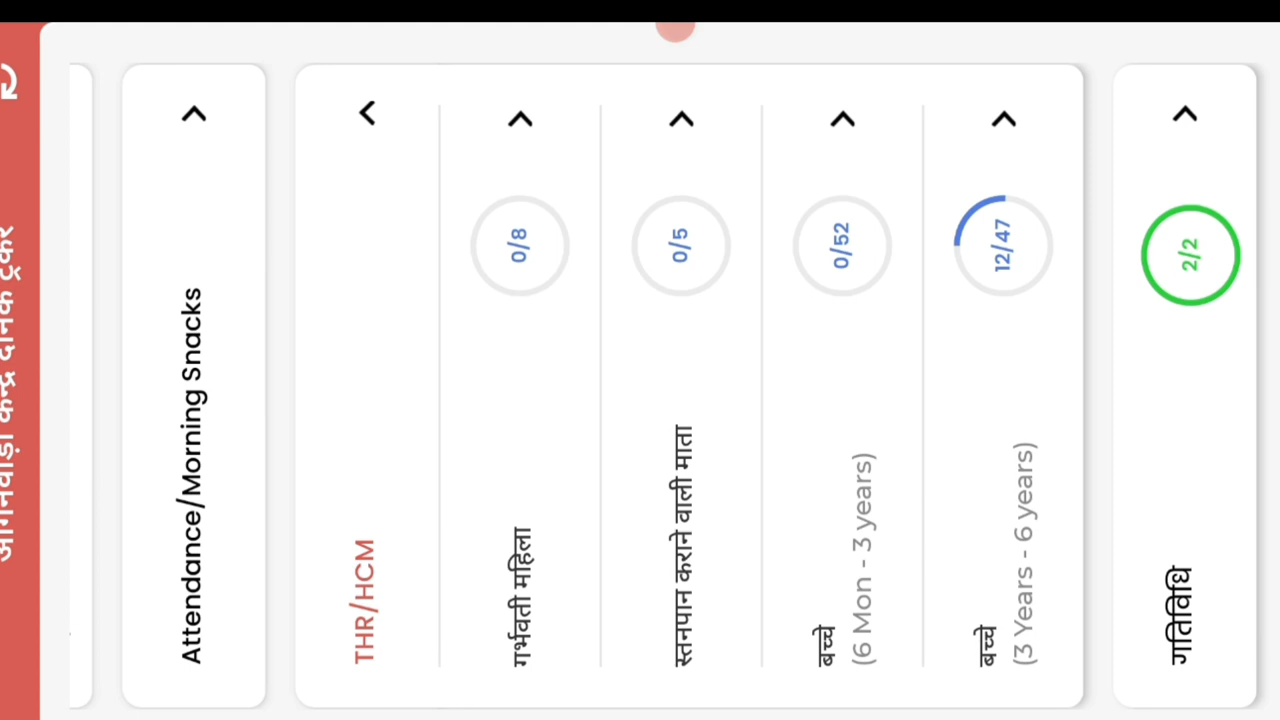 आंगनवाड़ी केन्द्र दैनिक ट्रैकर
Attendance/Morning Snacks
THR/HCM
गर्भवती महिला
0/8
स्तनपान कराने वाली माता
0/5
बच्चे
(6 Mon - 3 years)
0/52
बच्चे
(3 Years - 6 years)
12/47
गतिविधि
2/2